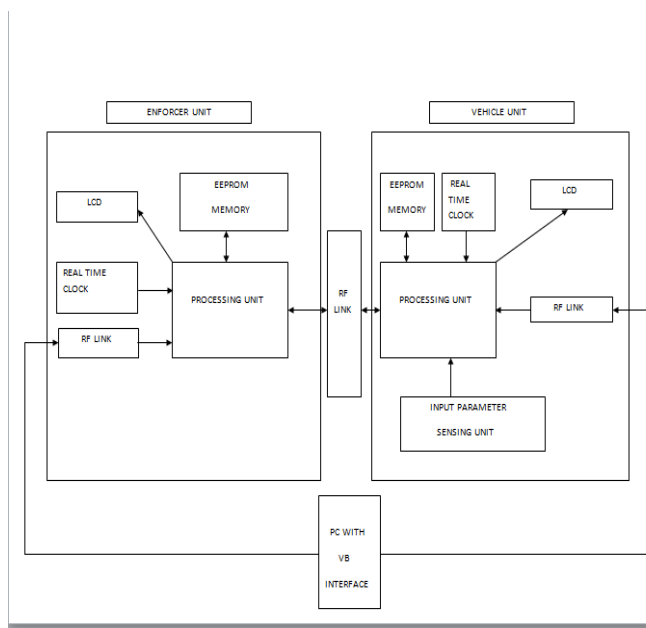 ENFORCER UNIT
VEHICLE UNIT
LCD
EEPROM
MEMORY
REAL TIME
CLOCK
PROCESSING UNIT
RF LINK
RF
LINK
EEPROM
MEMORY
REAL
TIME
CLOCK
LCD
PROCESSING UNIT
RF LINK
INPUT PARAMETER
SENSING UNIT
PC WITH
VB
INTERFACE